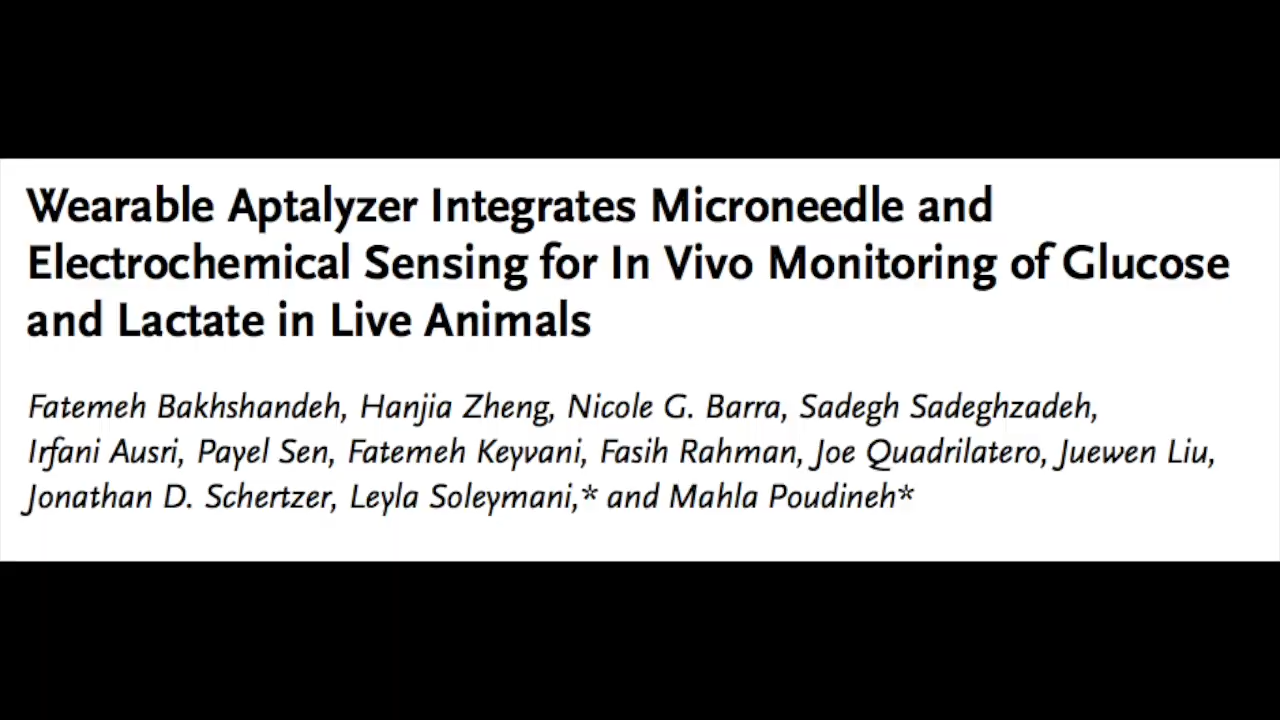 Wearable Aptalyzer Integrates Microneedle and
Electrochemical Sensing for In Vivo Monitoring of Glucose
and Lactate in Live Animals
Fatemeh Bakhshandeh, Hanjia Zheng, Nicole G. Barra, Sadegh Sadeghzadeh,
Irfani Ausri, Payel Sen, Fatemeh Keyvani, Fasih Rahman, Joe Quadrilatero, Juewen Liu,
Jonathan D. Schertzer, Leyla Soleymani,* and Mahla Poudineh*